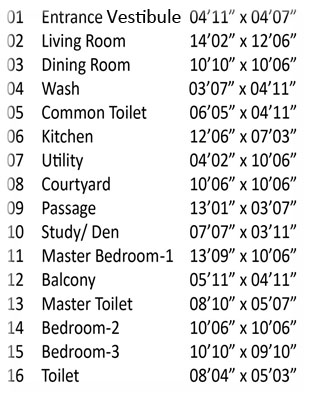 01 Entrance Vestibule 04'11” x 04'07”
02 Living Room 14'02” x 12'06”
03 Dining Room 10'10” x 10'06”
04 Wash 03'07” x 04'11”
05 Common Toilet 06'05” x 04'11”
06 Kitchen 12'06” x 07'03”
07 Utility 04'02” x 10'06”
08 Courtyard 10'06” x 10'06”
09 Passage 13'01” x 03'07”
10 Study/ Den 07'07” x 03'11”
11 Master Bedroom-1 13'09” x 10'06”
12 Balcony 05'11” x 04'11”
13 Master Toilet 08'10” x 05'07”
14 Bedroom-2 10'06” x 10'06”
15 Bedroom-3 10'10” x 09'10”
16 Toilet 08'04” x 05'03”